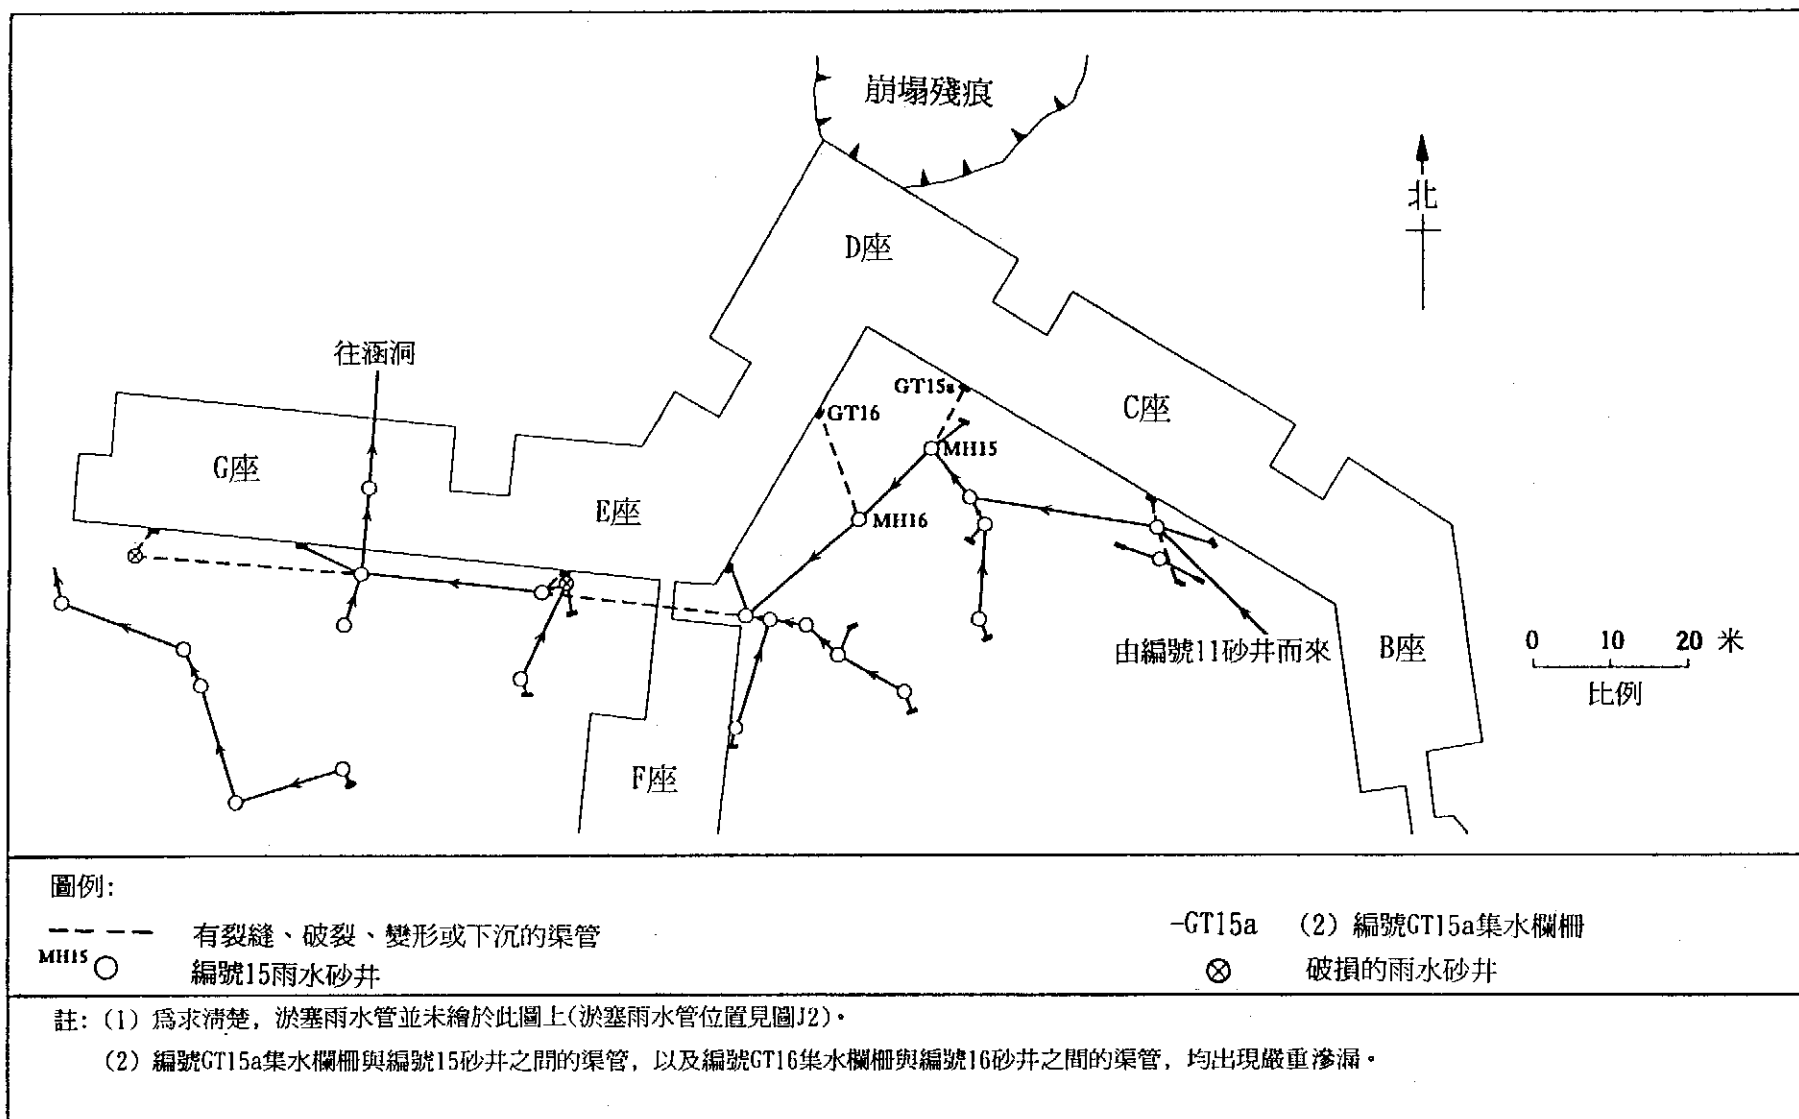 崩塌殘痕
北
D座
往涵洞
GT15a
GT16
C座
MH15
G座
E座
MH16
由編號11砂井而來
B座
0 10 20 米
比例
F座
圖例:
有裂縫、破裂、變形或下沉的渠管
MH15
編號15雨水砂井
-GT15a (2) 編號GT15a集水欄柵
破損的雨水砂井
註: (1) 爲求清楚, 淤塞雨水管並未繪於此圖上(淤塞雨水管位置見圖J2)。
(2) 編號GT15a集水欄柵與編號15砂井之間的渠管, 以及編號GT16集水欄柵與編號16砂井之間的渠管, 均出現嚴重滲漏。